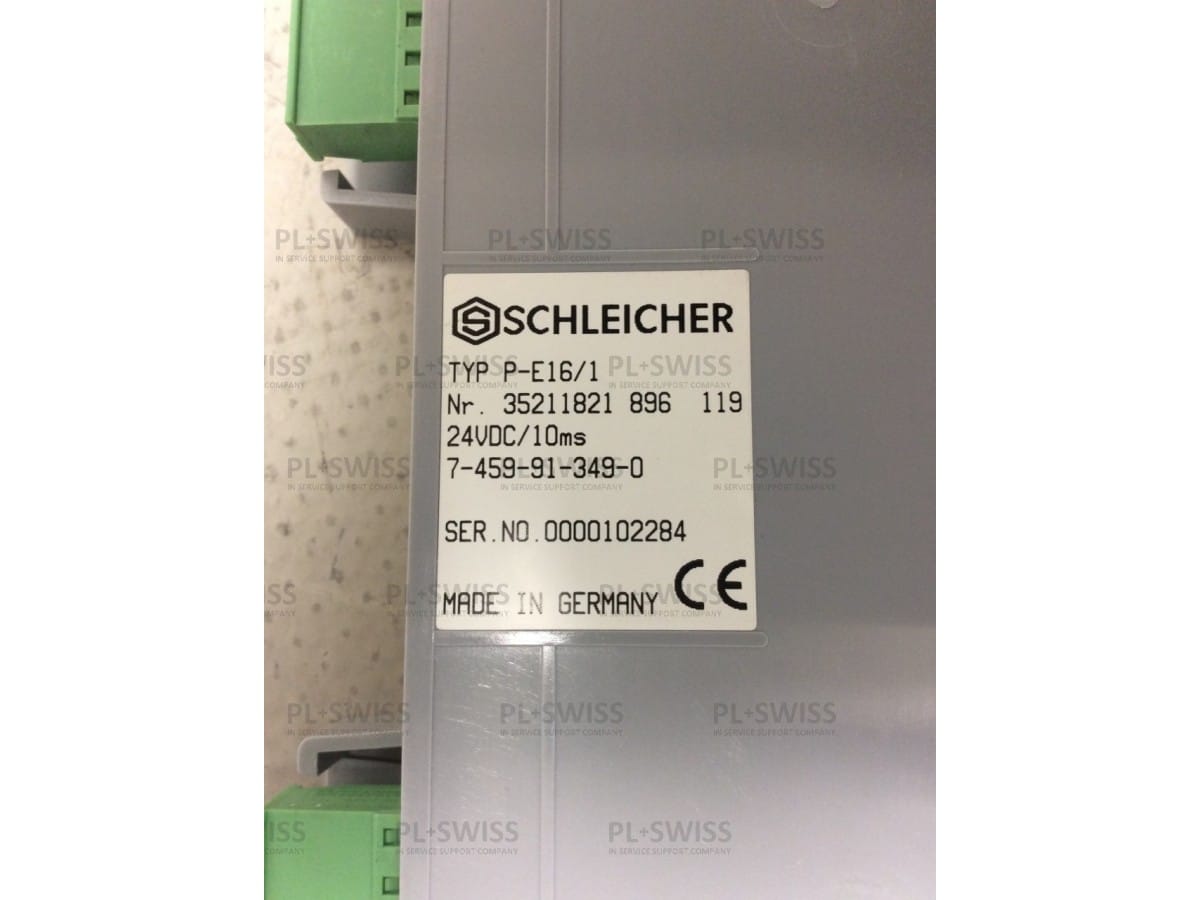 SCHLEICHER
TYP P-E16/1
Nr. 35211821 896 119
24VDC/10ms
7-459-91-349-0
SER.NO.0000102284
MADE IN GERMANY CE
PL+SWISS
IN SERVICE SUPPORT COMPANY